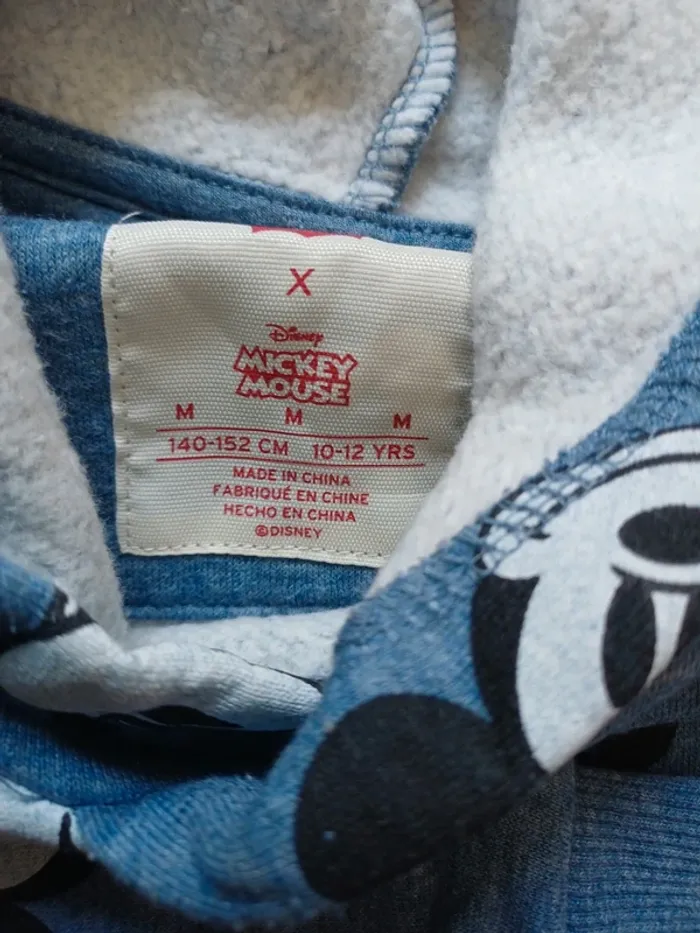 X
Disney
MICKEY
MOUSE
M M M
140-152 CM 10-12 YRS
MADE IN CHINA
FABRIQUÉ EN CHINE
HECHO EN CHINA
©DISNEY